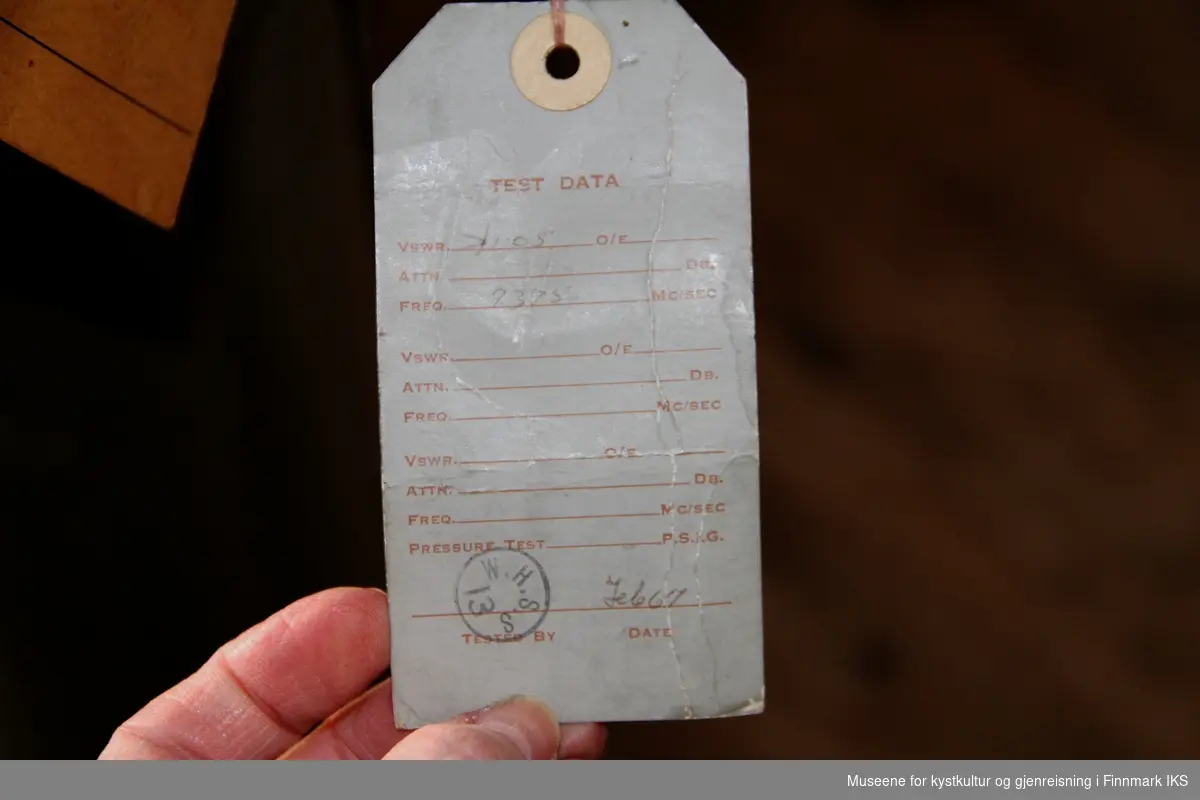 TEST DATA
VSWR. 1.05 O/E
ATTN. DB.
FREQ. 9375 MC/SEC
VSWR. O/E
ATTN. DB.
FREQ. MC/SEC
VSWR. O/E
ATTN. DB.
FREQ. MC/SEC
PRESSURE TEST P.S.I.G.
W.H.S.S 13
Feb 67
TESTED BY DATE
Museene for kystkultur og gjenreisning i Finnmark IKS